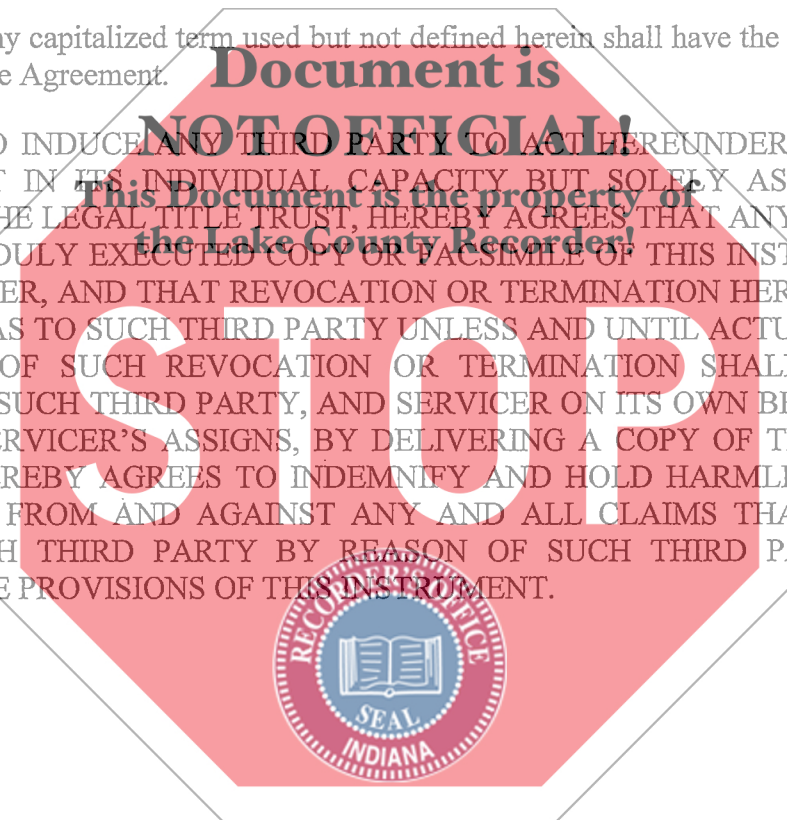 ny capitalized term used but not defined herein shall have the
e Agreement.
Document is
NOT OFFICIAL!
This Document is the property of
the Lake County Recorder!
O INDUCE ANY THIRD PARTY TO ACT HEREUNDER
T IN ITS INDIVIDUAL CAPACITY BUT SOLELY AS
HE LEGAL TITLE TRUST, HEREBY AGREES THAT ANY
DULY EXECUTED COPY OR FACSIMILE OF THIS INST
ER, AND THAT REVOCATION OR TERMINATION HER
AS TO SUCH THIRD PARTY UNLESS AND UNTIL ACTU
OF SUCH REVOCATION OR TERMINATION SHAL
SUCH THIRD PARTY, AND SERVICER ON ITS OWN BE
RVICER'S ASSIGNS, BY DELIVERING A COPY OF T
REBY AGREES TO INDEMNIFY AND HOLD HARMLE
FROM AND AGAINST ANY AND ALL CLAIMS THA
H THIRD PARTY BY REASON OF SUCH THIRD P
E PROVISIONS OF THIS INSTRUMENT.
STOP
RECORDER'S OFFICE
SEAL
INDIANA